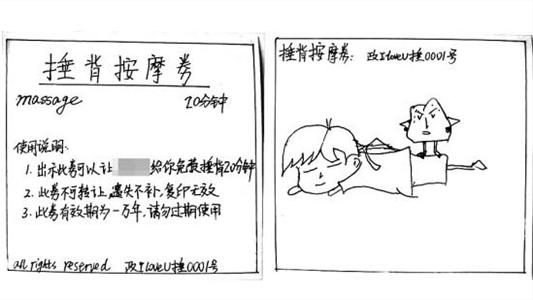 捶背按摩券
massage 20分钟
使用说明:
1. 出示此券可以让 给你免费捶背20分钟
2. 此券不可转让,遗失不补,复印无效
3. 此券有效期为一万年,请勿过期使用
all rights reserved 政I love U捶0001号
捶背按摩券: 政I love U捶0001号